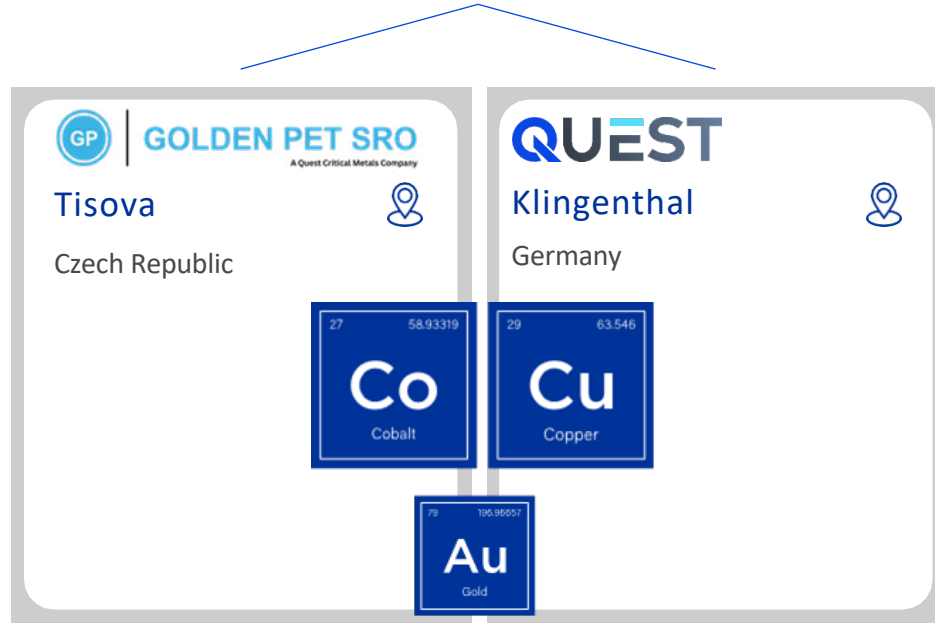 GP
GOLDEN PET SRO
A Quest Critical Metals Company
Tisova
Czech Republic
QUEST
Klingenthal
Germany
27 58.93319
Co
Cobalt
29 63.546
Cu
Copper
79 196.96657
Au
Gold